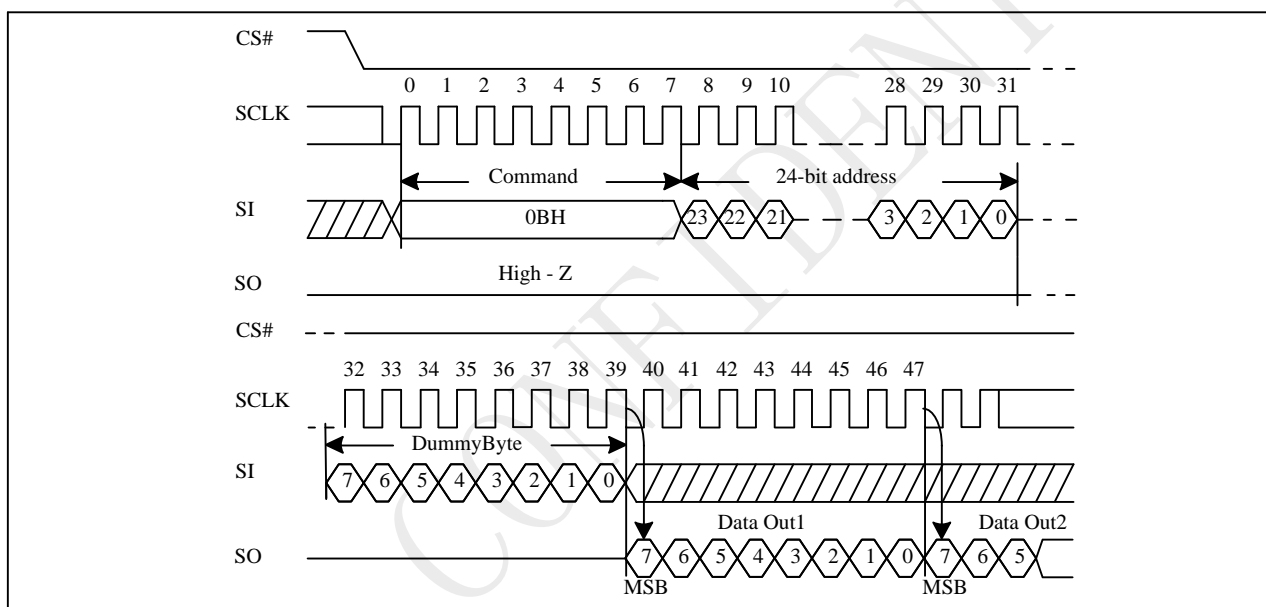 CS#
0 1 2 3 4 5 6 7 8 9 10 28 29 30 31
SCLK
Command 24-bit address
SI 0BH 23 22 21 3 2 1 0
High - Z
SO
CS#
32 33 34 35 36 37 38 39 40 41 42 43 44 45 46 47
SCLK
DummyByte
SI 7 6 5 4 3 2 1 0
Data Out1 Data Out2
SO 7 6 5 4 3 2 1 0 7 6 5
MSB MSB
CONFIDENT